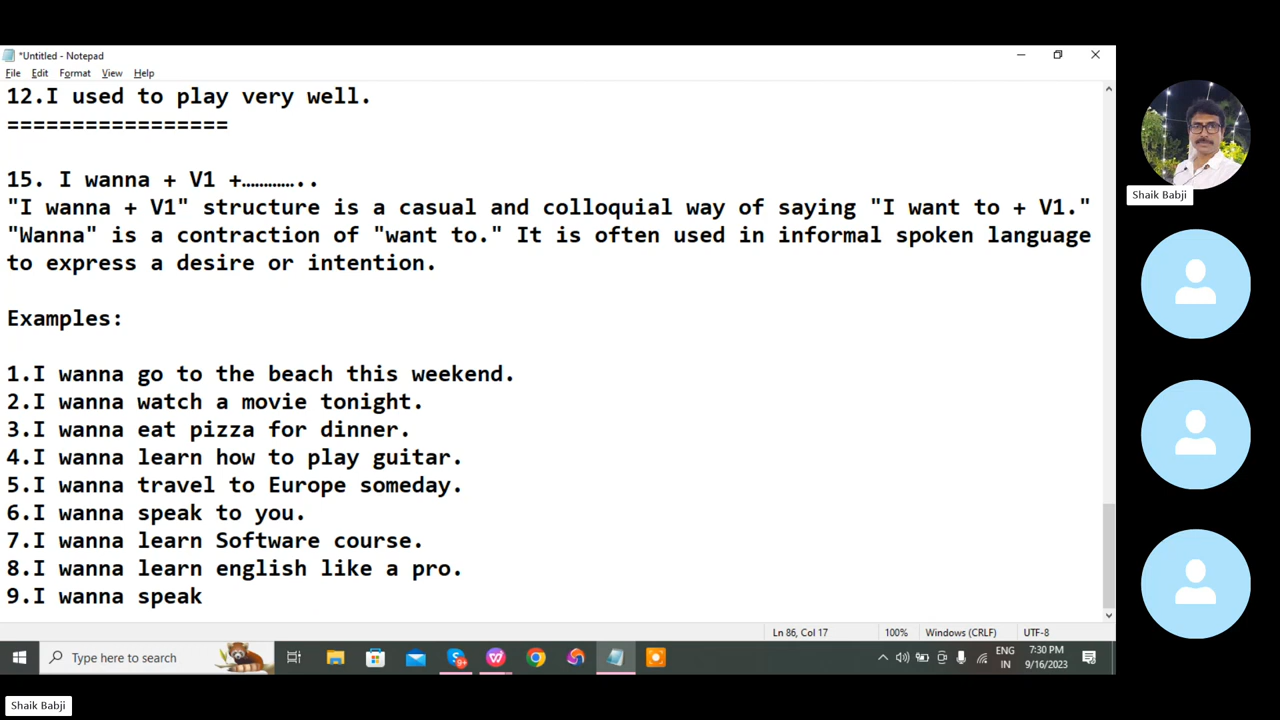 *Untitled - Notepad
File Edit Format View Help
12.I used to play very well.
=================
15. I wanna + V1 +…………..
"I wanna + V1" structure is a casual and colloquial way of saying "I want to + V1."
"Wanna" is a contraction of "want to." It is often used in informal spoken language
to express a desire or intention.
Examples:
1.I wanna go to the beach this weekend.
2.I wanna watch a movie tonight.
3.I wanna eat pizza for dinner.
4.I wanna learn how to play guitar.
5.I wanna travel to Europe someday.
6.I wanna speak to you.
7.I wanna learn Software course.
8.I wanna learn english like a pro.
9.I wanna speak
Ln 86, Col 17 100% Windows (CRLF) UTF-8
Type here to search
ENG
IN
7:30 PM
9/16/2023
Shaik Babji
Shaik Babji